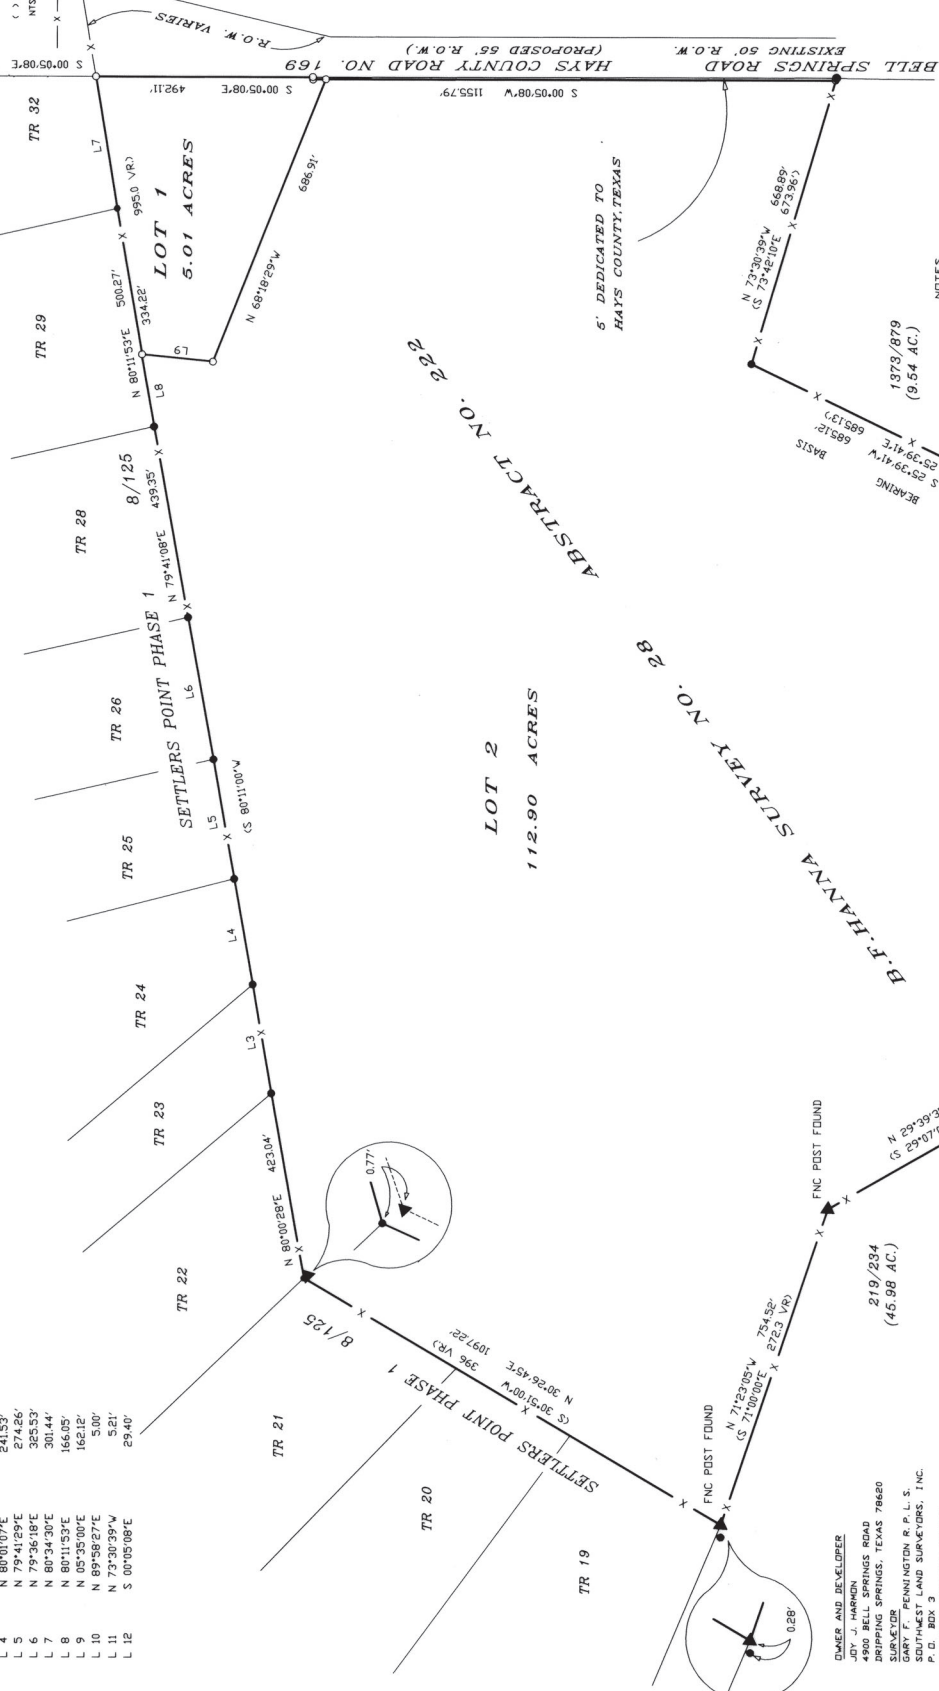 L 4 N 80°01'07"E 241.53'
L 5 N 79°41'29"E 274.26'
L 6 N 79°36'18"E 325.53'
L 7 N 80°34'30"E 301.44'
L 8 N 80°11'53"E 166.05'
L 9 N 05°35'00"E 162.12'
L 10 N 89°58'27"E 5.00'
L 11 N 73°30'39"W 5.21'
L 12 S 00°05'08"E 29.40'
TR 19
TR 20
TR 21
TR 22
TR 23
TR 24
TR 25
TR 26
TR 28
TR 29
TR 32
SETTLERS POINT PHASE 1
8/125
SETTLERS POINT PHASE 1
8/125
N 30°26'45"E 1097.22'
(S 30°51'00"W 396 VR)
N 80°00'28"E 423.04'
0.77'
L3
L4
L5
(S 80°11'00"W
L6
N 79°41'08"E 439.35'
L8
N 80°11'53"E 500.27'
334.22'
995.0 VR.)
L7
L9
LOT 1
5.01 ACRES
N 68°18'29"W 686.91'
S 00°05'08"E 492.11'
S 00°05'08"E
NTS
( )
X
R.O.W. VARIES
S 00°05'08"W 1155.79'
BELL SPRINGS ROAD HAYS COUNTY ROAD NO. 169
EXISTING 50' R.O.W. (PROPOSED 55' R.O.W.)
5' DEDICATED TO
HAYS COUNTY, TEXAS
N 73°30'39"W 668.89'
(S 73°42'10"E 673.96')
BEARING BASIS
S 25°39'41"W 685.12'
25°39'41"E 685.13')
1373/879
(9.54 AC.)
NOTES
LOT 2
112.90 ACRES
B.F.HANNA SURVEY NO. 28 ABSTRACT NO. 222
FNC POST FOUND
N 71°23'05"W 754.52'
(S 71°00'00"E 272.3 VR)
FNC POST FOUND
N 29°39'3
(S 29°07'0
219/234
(45.98 AC.)
0.28'
OWNER AND DEVELOPER
JOY J. HARMON
4900 BELL SPRINGS ROAD
DRIPPING SPRINGS, TEXAS 78620
SURVEYOR
GARY F. PENNINGTON R. P. L. S.
SOUTHWEST LAND SURVEYORS, INC.
P. O. BOX 3